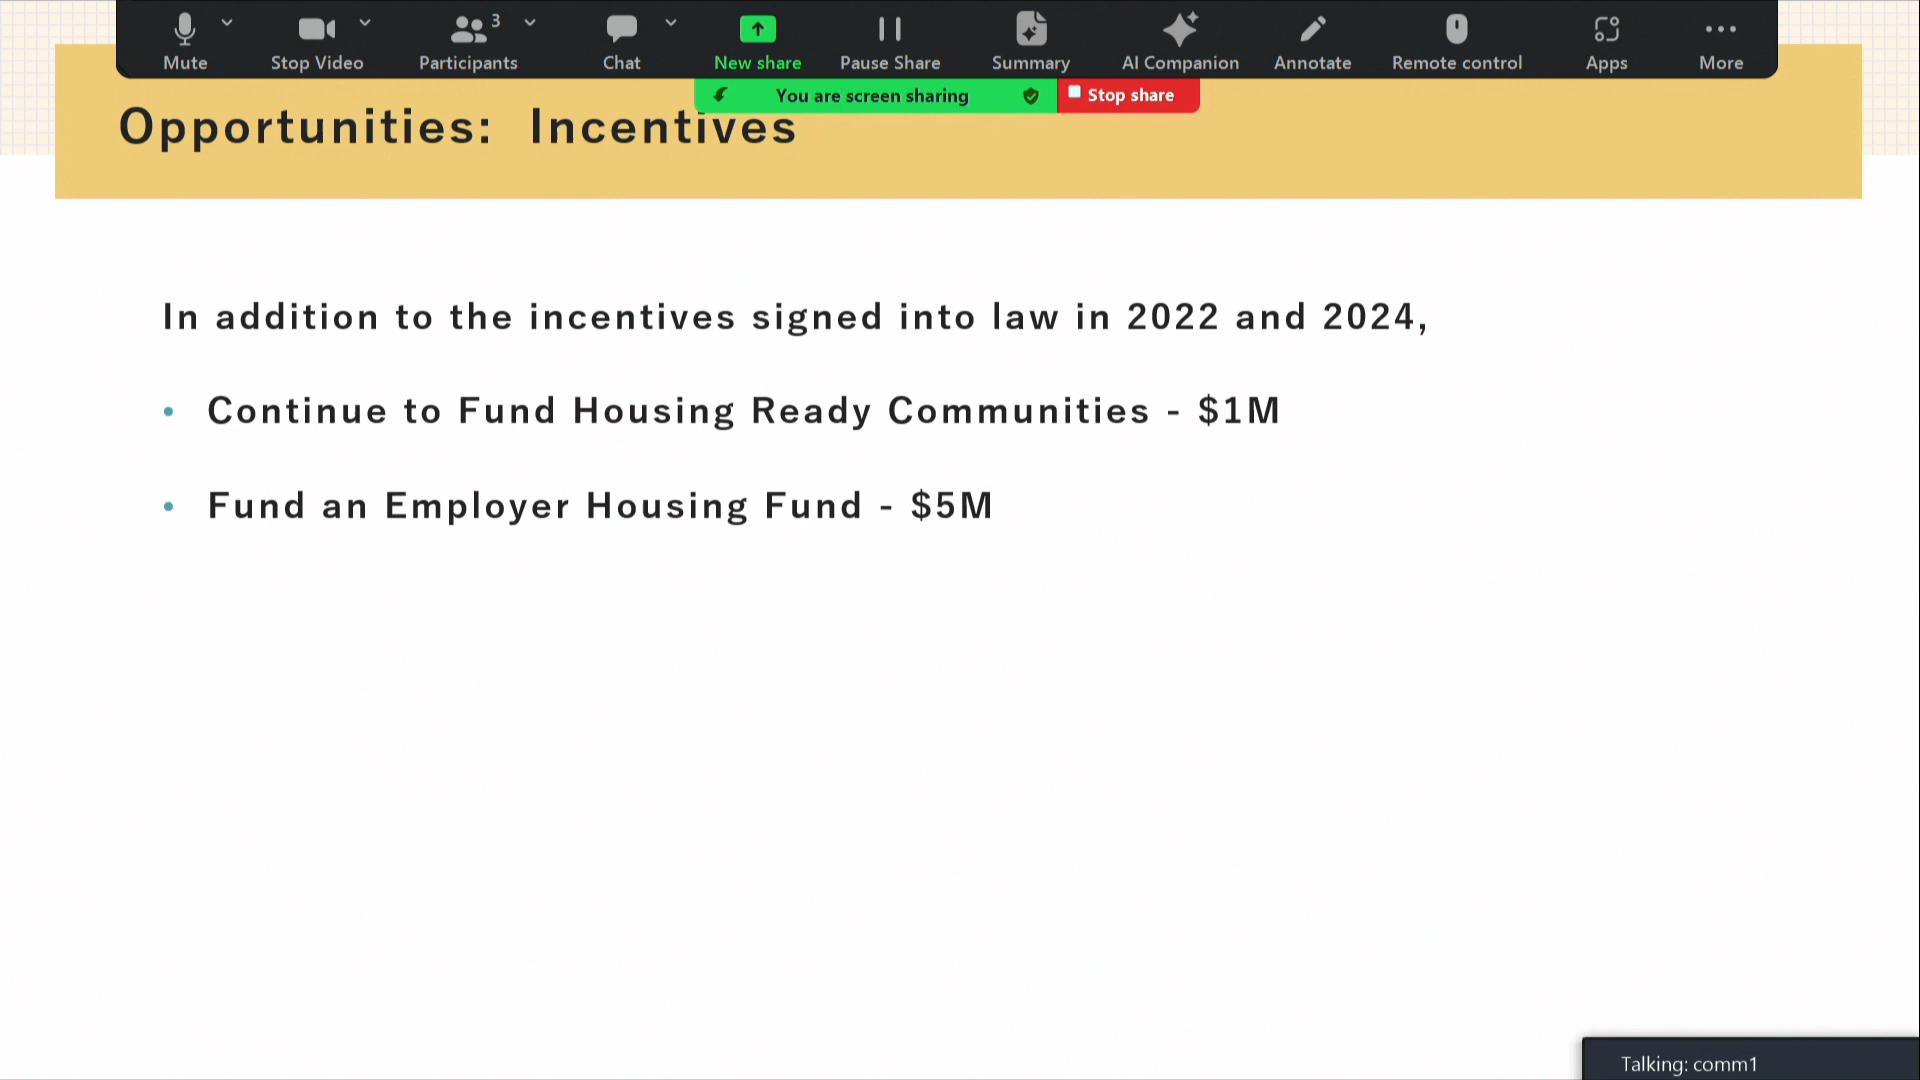 3
Mute
Stop Video
Participants
Chat
New share
Pause Share
Summary
AI Companion
Annotate
Remote control
Apps
More
You are screen sharing
Stop share
Opportunities: Incentives
In addition to the incentives signed into law in 2022 and 2024,
• Continue to Fund Housing Ready Communities - $1M
• Fund an Employer Housing Fund - $5M
Talking: comm1